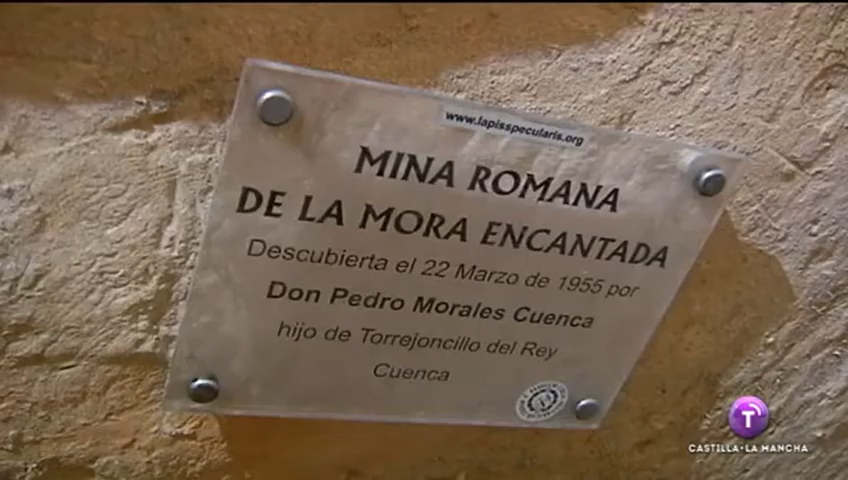 www.lapisspecularis.org
MINA ROMANA
DE LA MORA ENCANTADA
Descubierta el 22 Marzo de 1955 por
Don Pedro Morales Cuenca
hijo de Torrejoncillo del Rey
Cuenca
T
CASTILLA-LA MANCHA